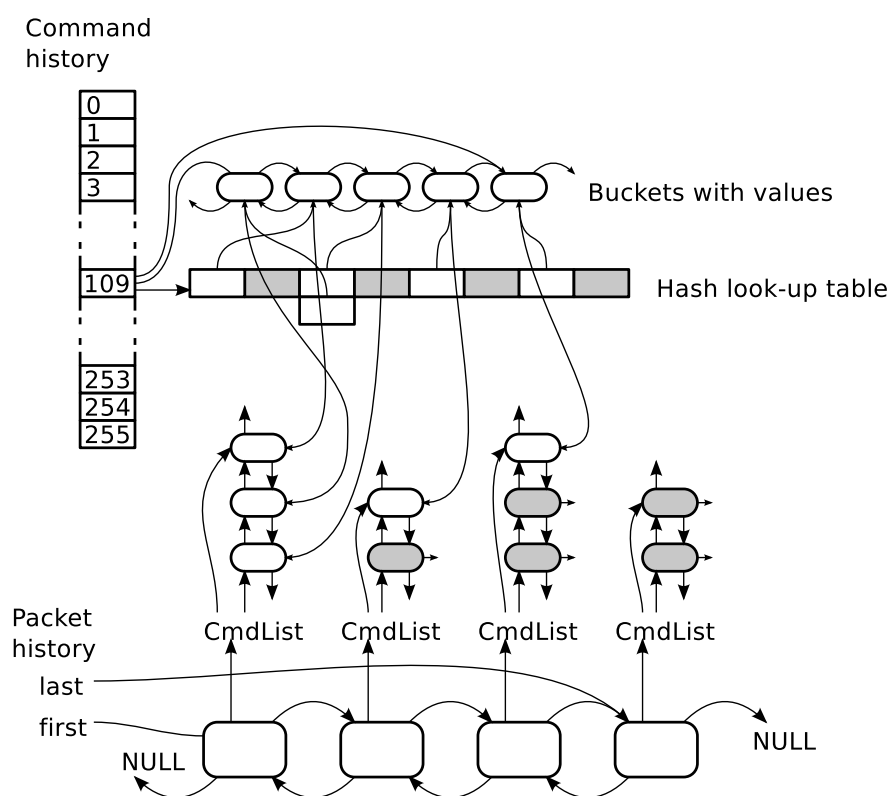 Command
history
0
1
2
3
Buckets with values
109
Hash look-up table
253
254
255
Packet
history
CmdList
CmdList
CmdList
CmdList
last
first
NULL
NULL